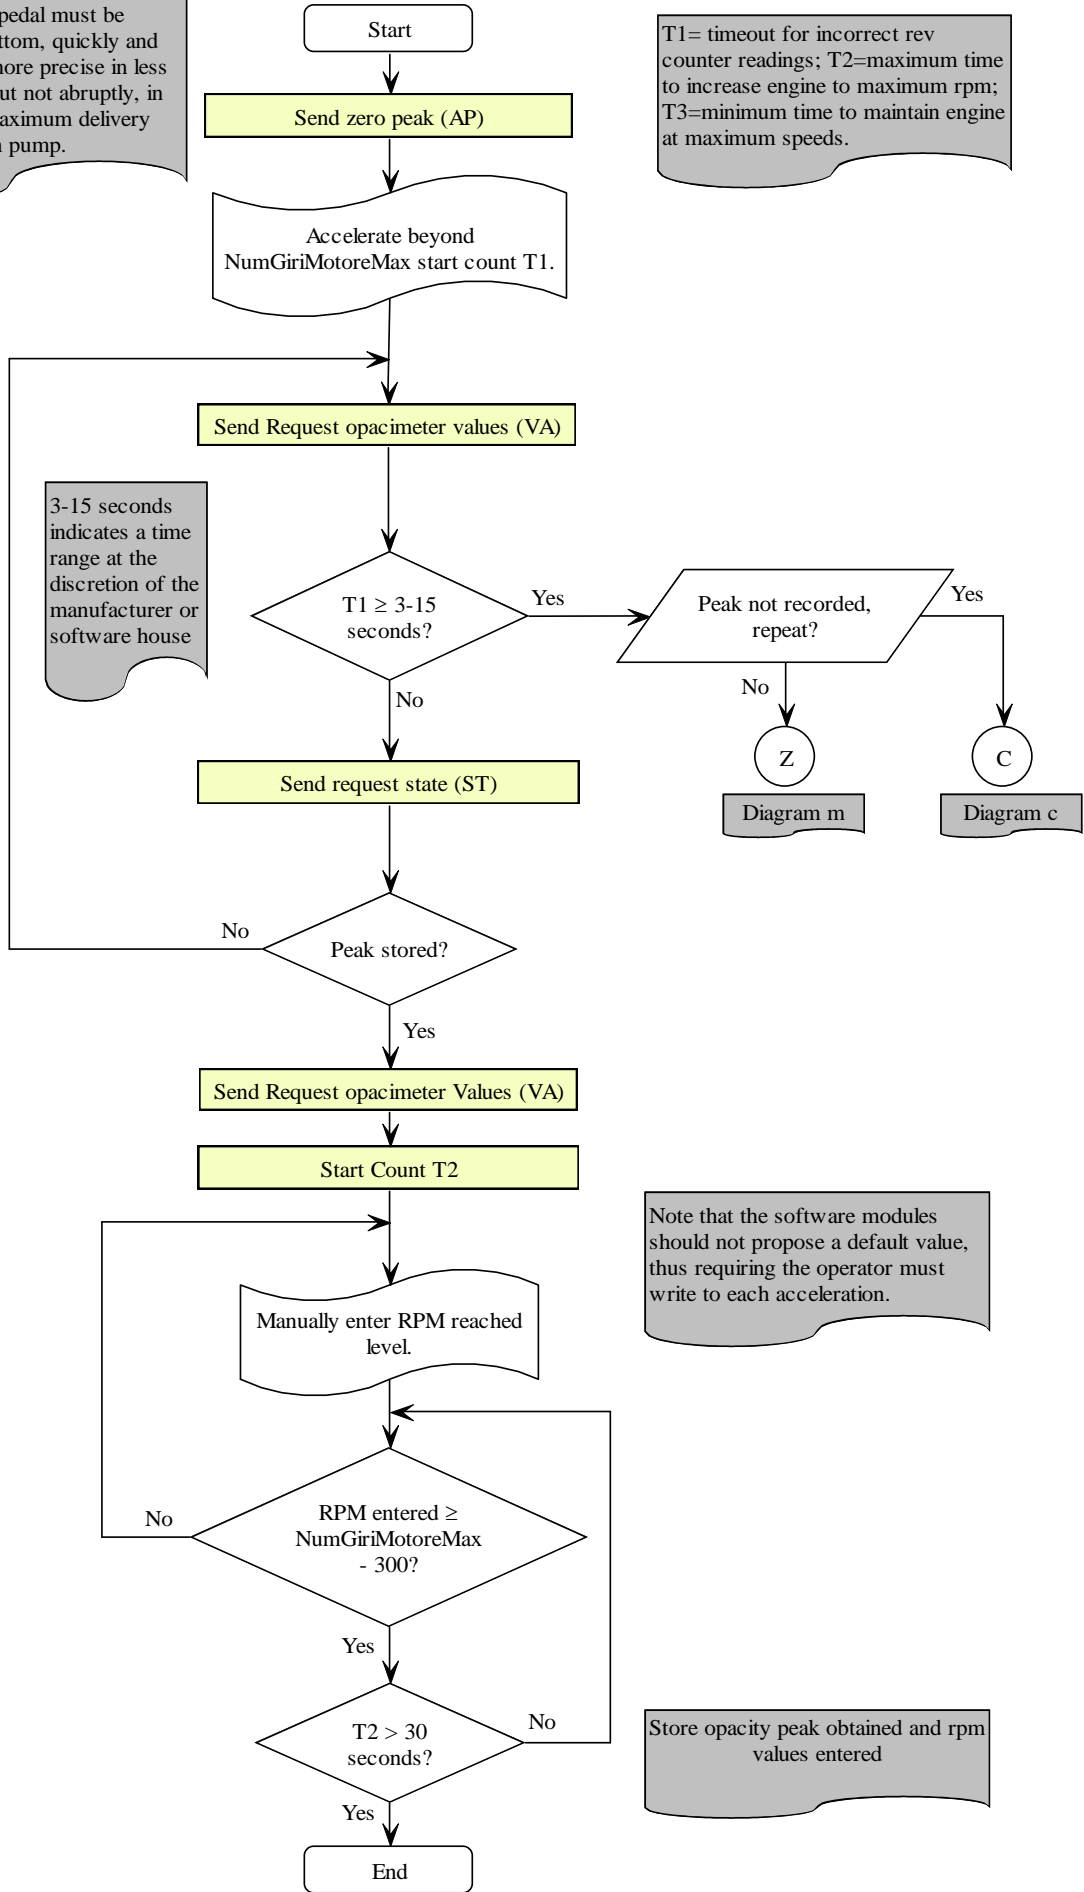 pedal must be
ttom, quickly and
more precise in less
ut not abruptly, in
aximum delivery
pump.
Start
T1= timeout for incorrect rev
counter readings; T2=maximum time
to increase engine to maximum rpm;
T3=minimum time to maintain engine
at maximum speeds.
Send zero peak (AP)
Accelerate beyond
NumGiriMotoreMax start count T1.
Send Request opacimeter values (VA)
3-15 seconds
indicates a time
range at the
discretion of the
manufacturer or
software house
T1 ≥ 3-15
seconds?
Yes
Peak not recorded,
repeat?
Yes
No
No
Z
C
Diagram m
Diagram c
Send request state (ST)
Peak stored?
No
Yes
Send Request opacimeter Values (VA)
Start Count T2
Note that the software modules
should not propose a default value,
thus requiring the operator must
write to each acceleration.
Manually enter RPM reached
level.
RPM entered ≥
NumGiriMotoreMax
- 300?
No
Yes
T2 > 30
seconds?
No
Yes
Store opacity peak obtained and rpm
values entered
End